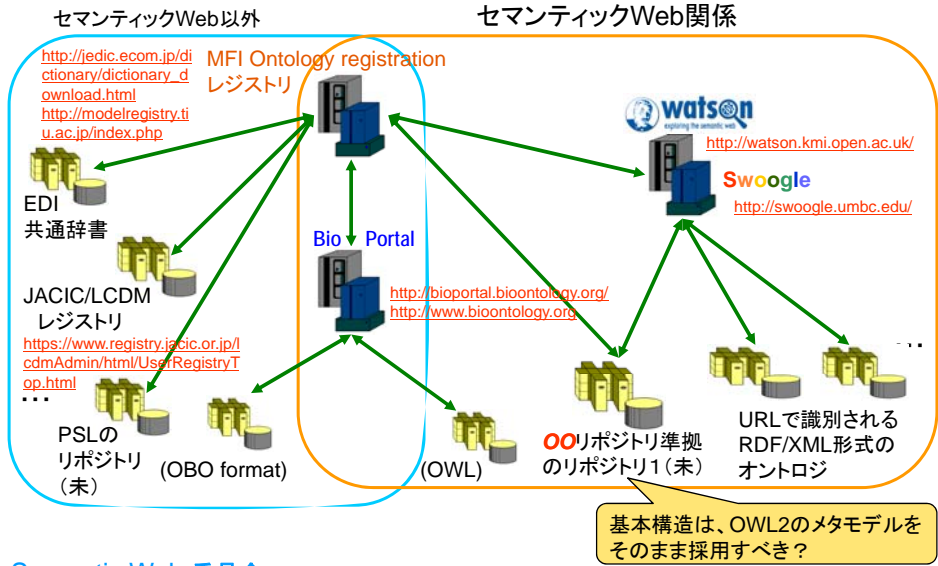 セマンティックWeb以外
セマンティックWeb関係
http://jedic.ecom.jp/di
ctionary/dictionary_d
ownload.html
http://modelregistry.ti
u.ac.jp/index.php
MFI Ontology registration
レジストリ
watson
exploring the semantic web
http://watson.kmi.open.ac.uk/
Swoogle
http://swoogle.umbc.edu/
EDI
共通辞書
Bio Portal
http://bioportal.bioontology.org/
http://www.bioontology.org
JACIC/LCDM
レジストリ
https://www.registry.jacic.or.jp/l
cdmAdmin/html/UserRegistryT
op.html
…
…
PSLの
リポジトリ
（未）
(OBO format)
(OWL)
OOリポジトリ準拠
のリポジトリ1（未）
URLで識別される
RDF/XML形式の
オントロジ
基本構造は、OWL2のメタモデルを
そのまま採用すべき？